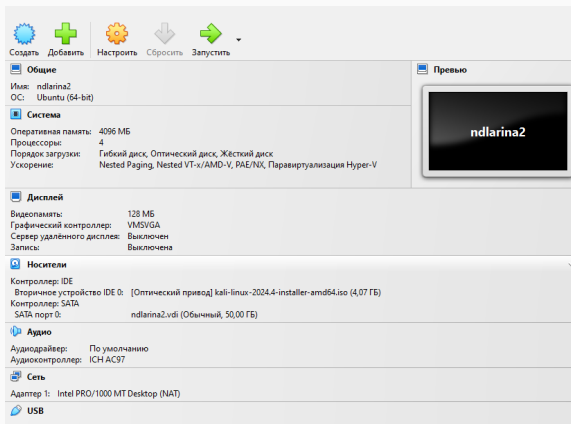 Создать Добавить Настроить Сбросить Запустить
Общие
Имя: ndlarina2
ОС: Ubuntu (64-bit)
Превью
ndlarina2
Система
Оперативная память: 4096 МБ
Процессоры: 4
Порядок загрузки: Гибкий диск, Оптический диск, Жёсткий диск
Ускорение: Nested Paging, Nested VT-x/AMD-V, PAE/NX, Паравиртуализация Hyper-V
Дисплей
Видеопамять: 128 МБ
Графический контроллер: VMSVGA
Сервер удалённого дисплея: Выключен
Запись: Выключена
Носители
Контроллер: IDE
Вторичное устройство IDE 0: [Оптический привод] kali-linux-2024.4-installer-amd64.iso (4,07 ГБ)
Контроллер: SATA
SATA порт 0: ndlarina2.vdi (Обычный, 50,00 ГБ)
Аудио
Аудиодрайвер: По умолчанию
Аудиоконтроллер: ICH AC97
Сеть
Адаптер 1: Intel PRO/1000 MT Desktop (NAT)
USB